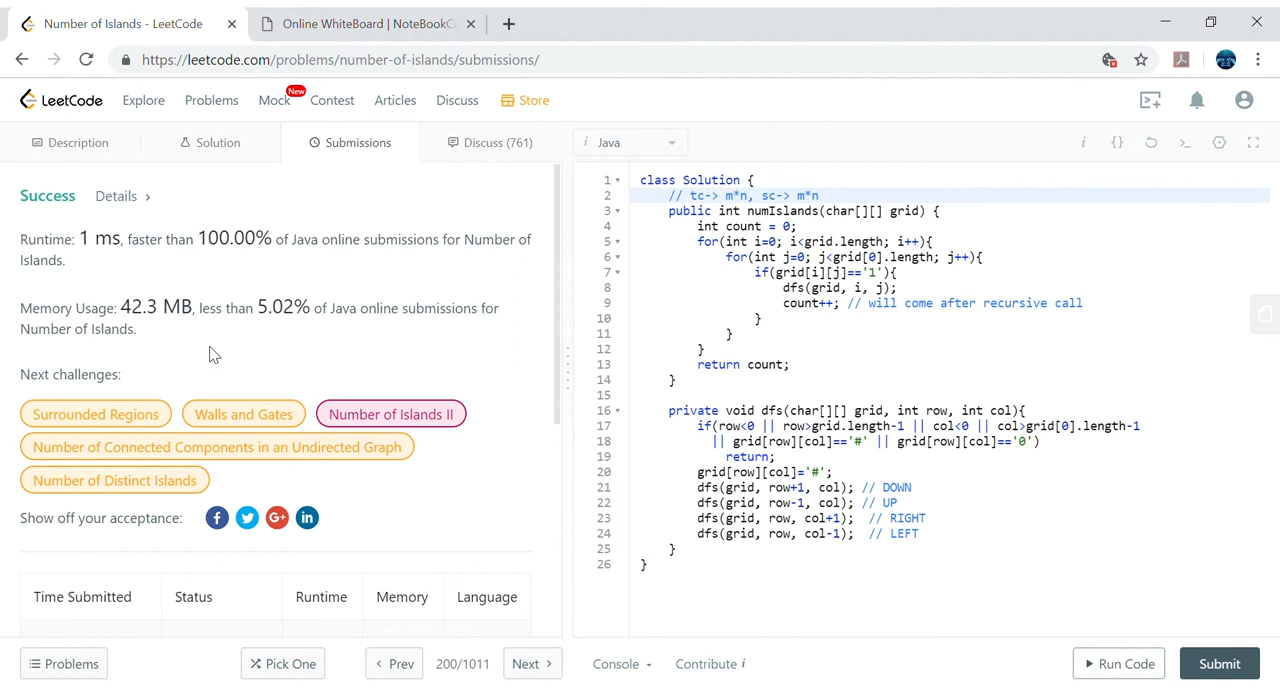 Number of Islands - LeetCode
Online WhiteBoard | NoteBookCa
https://leetcode.com/problems/number-of-islands/submissions/
LeetCode Explore Problems Mock New Contest Articles Discuss Store
Description Solution Submissions Discuss (761) i Java
Success Details >
Runtime: 1 ms, faster than 100.00% of Java online submissions for Number of
Islands.
Memory Usage: 42.3 MB, less than 5.02% of Java online submissions for
Number of Islands.
Next challenges:
Surrounded Regions Walls and Gates Number of Islands II
Number of Connected Components in an Undirected Graph
Number of Distinct Islands
Show off your acceptance:
Time Submitted Status Runtime Memory Language
1 class Solution {
2 // tc-> m*n, sc-> m*n
3 public int numIslands(char[][] grid) {
4 int count = 0;
5 for(int i=0; i<grid.length; i++){
6 for(int j=0; j<grid[0].length; j++){
7 if(grid[i][j]=='1'){
8 dfs(grid, i, j);
9 count++; // will come after recursive call
10 }
11 }
12 }
13 return count;
14 }
15
16 private void dfs(char[][] grid, int row, int col){
17 if(row<0 || row>grid.length-1 || col<0 || col>grid[0].length-1
18 || grid[row][col]=='#' || grid[row][col]=='0')
19 return;
20 grid[row][col]='#';
21 dfs(grid, row+1, col); // DOWN
22 dfs(grid, row-1, col); // UP
23 dfs(grid, row, col+1); // RIGHT
24 dfs(grid, row, col-1); // LEFT
25 }
26 }
Problems Pick One < Prev 200/1011 Next > Console Contribute i Run Code Submit